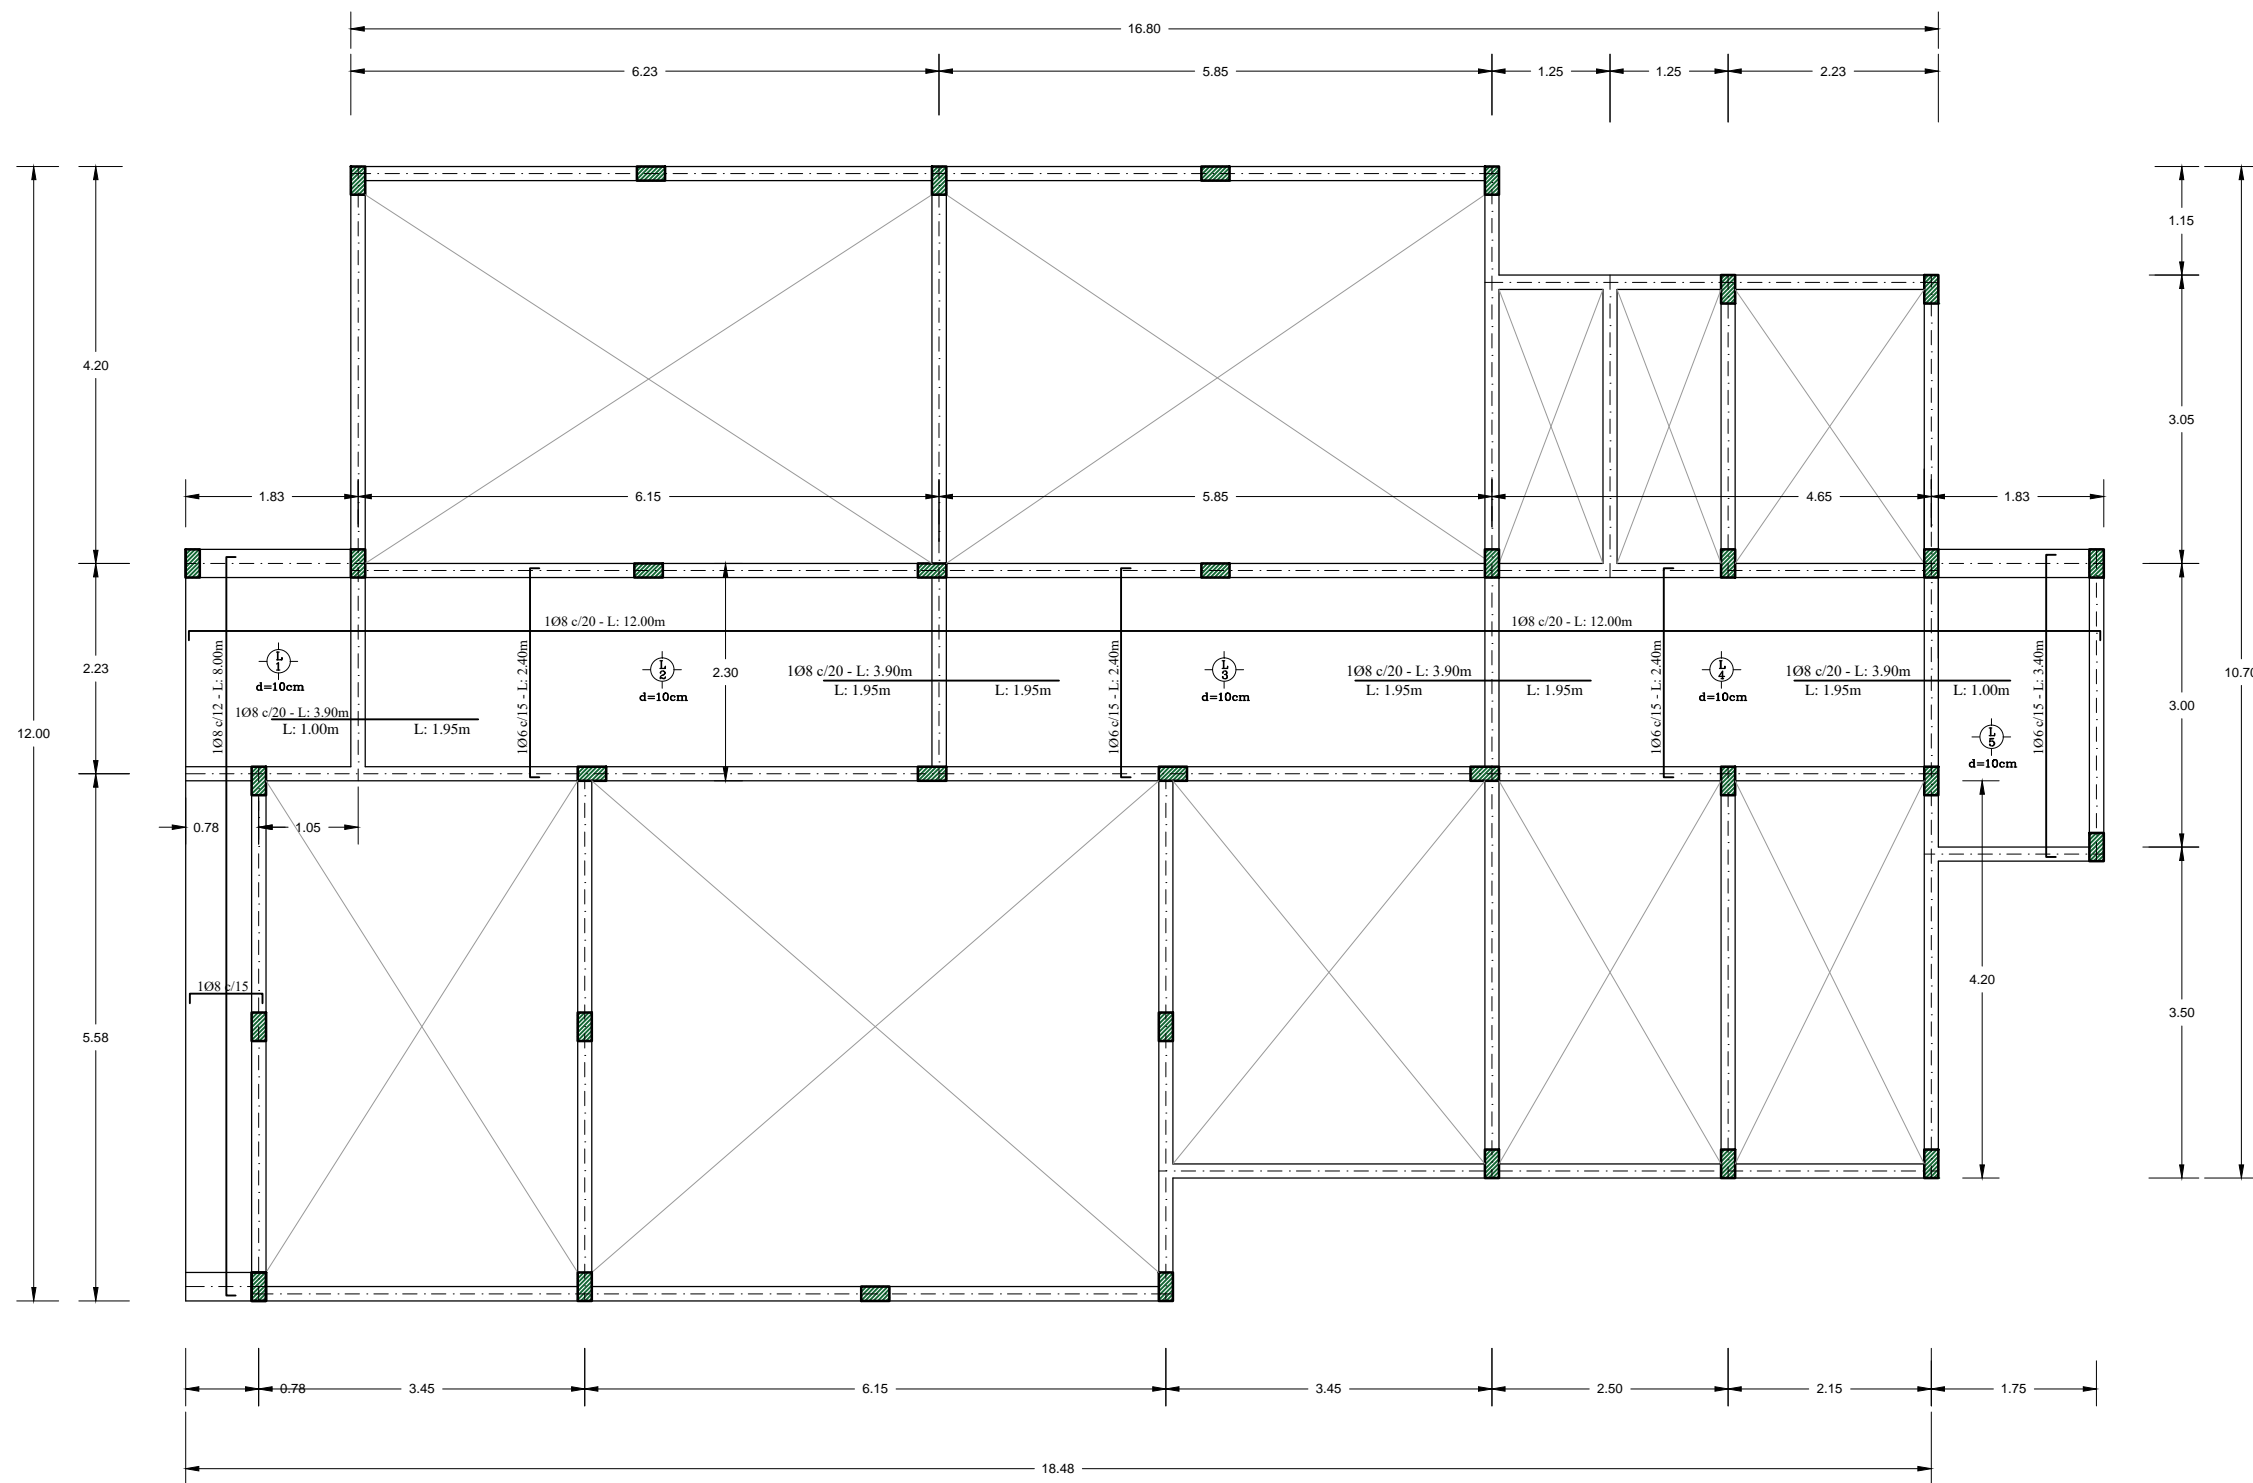 16.80
6.23
5.85
1.25
1.25
2.23
1.15
4.20
3.05
1.83
6.15
5.85
4.65
1.83
1Ø8 c/20 - L: 12.00m
1Ø8 c/20 - L: 12.00m
1Ø8 c/12 - L: 8.00m
L
1
d=10cm
1Ø6 c/15 - L: 2.40m
L
2
d=10cm
2.23
2.30
1Ø8 c/20 - L: 3.90m
L: 1.95m
L: 1.95m
1Ø6 c/15 - L: 2.40m
L
3
d=10cm
1Ø8 c/20 - L: 3.90m
L: 1.95m
L: 1.95m
1Ø6 c/15 - L: 2.40m
L
4
d=10cm
1Ø8 c/20 - L: 3.90m
L: 1.95m
L: 1.00m
1Ø6 c/15 - L: 3.40m
10.70
3.00
1Ø8 c/20 - L: 3.90m
L: 1.00m
L: 1.95m
12.00
L
5
d=10cm
0.78
1.05
1Ø8 c/15
4.20
3.50
5.58
0.78
3.45
6.15
3.45
2.50
2.15
1.75
18.48